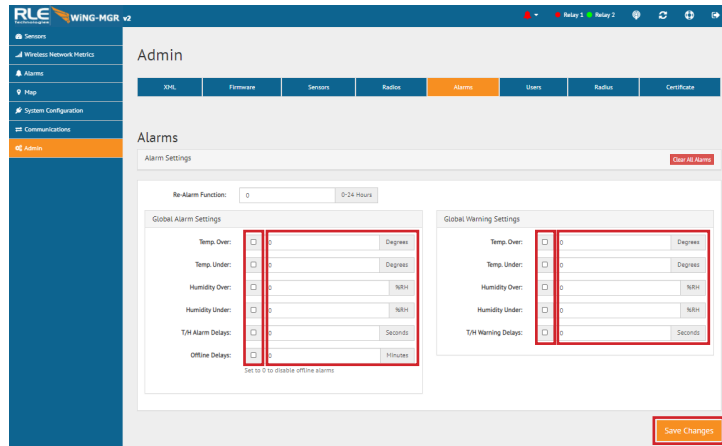 RLE WiNG-MGR v2
Technologies
Relay 1 Relay 2
Sensors
Wireless Network Metrics
Alarms
Map
System Configuration
Communications
Admin
Admin
XML Firmware Sensors Radios Alarms Users Radius Certificate
Alarms
Alarm Settings Clear All Alarms
Re-Alarm Function: 0 0-24 Hours
Global Alarm Settings
Temp. Over: 0 Degrees
Temp. Under: 0 Degrees
Humidity Over: 0 %RH
Humidity Under: 0 %RH
T/H Alarm Delays: 0 Seconds
Offline Delays: 0 Minutes
Set to 0 to disable offline alarms
Global Warning Settings
Temp. Over: 0 Degrees
Temp. Under: 0 Degrees
Humidity Over: 0 %RH
Humidity Under: 0 %RH
T/H Warning Delays: 0 Seconds
Save Changes